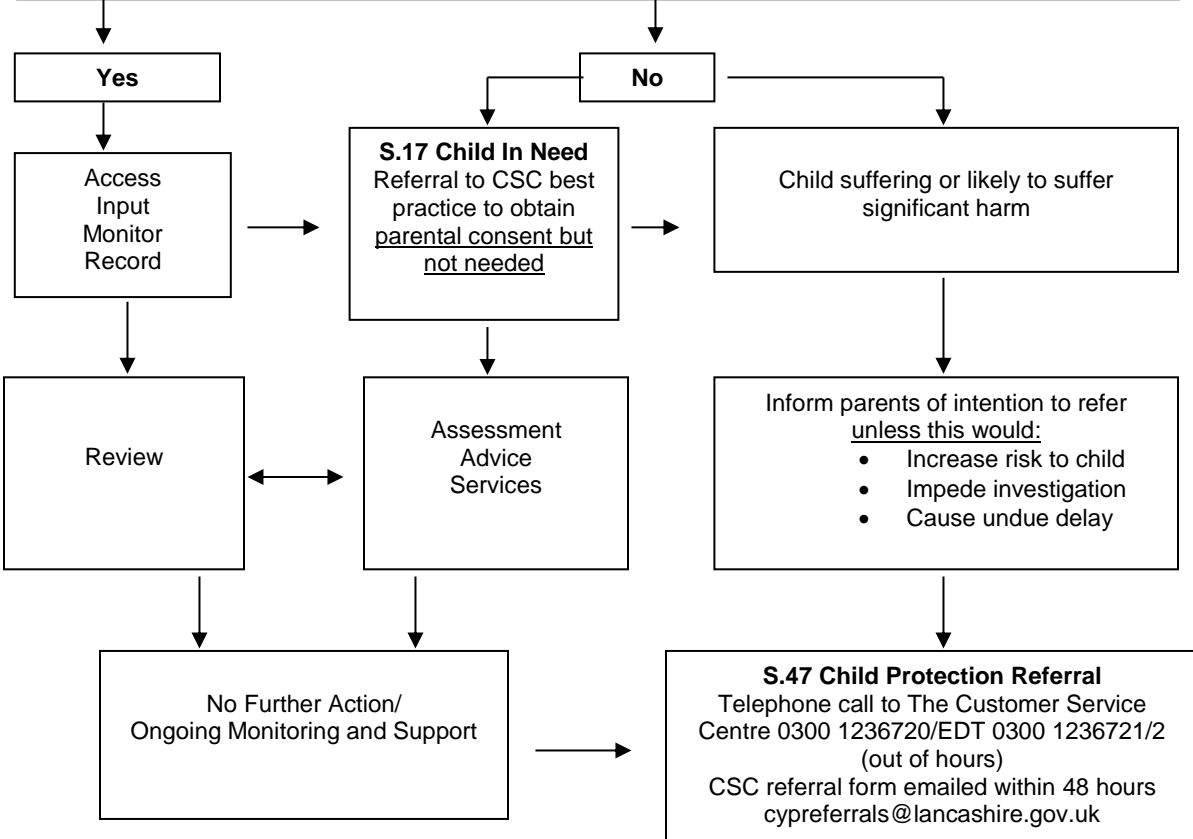 Yes
No
Access
Input
Monitor
Record
S.17 Child In Need
Referral to CSC best
practice to obtain
parental consent but
not needed
Child suffering or likely to suffer
significant harm
Review
Assessment
Advice
Services
Inform parents of intention to refer
unless this would:
• Increase risk to child
• Impede investigation
• Cause undue delay
No Further Action/
Ongoing Monitoring and Support
S.47 Child Protection Referral
Telephone call to The Customer Service
Centre 0300 1236720/EDT 0300 1236721/2
(out of hours)
CSC referral form emailed within 48 hours
cypreferrals@lancashire.gov.uk